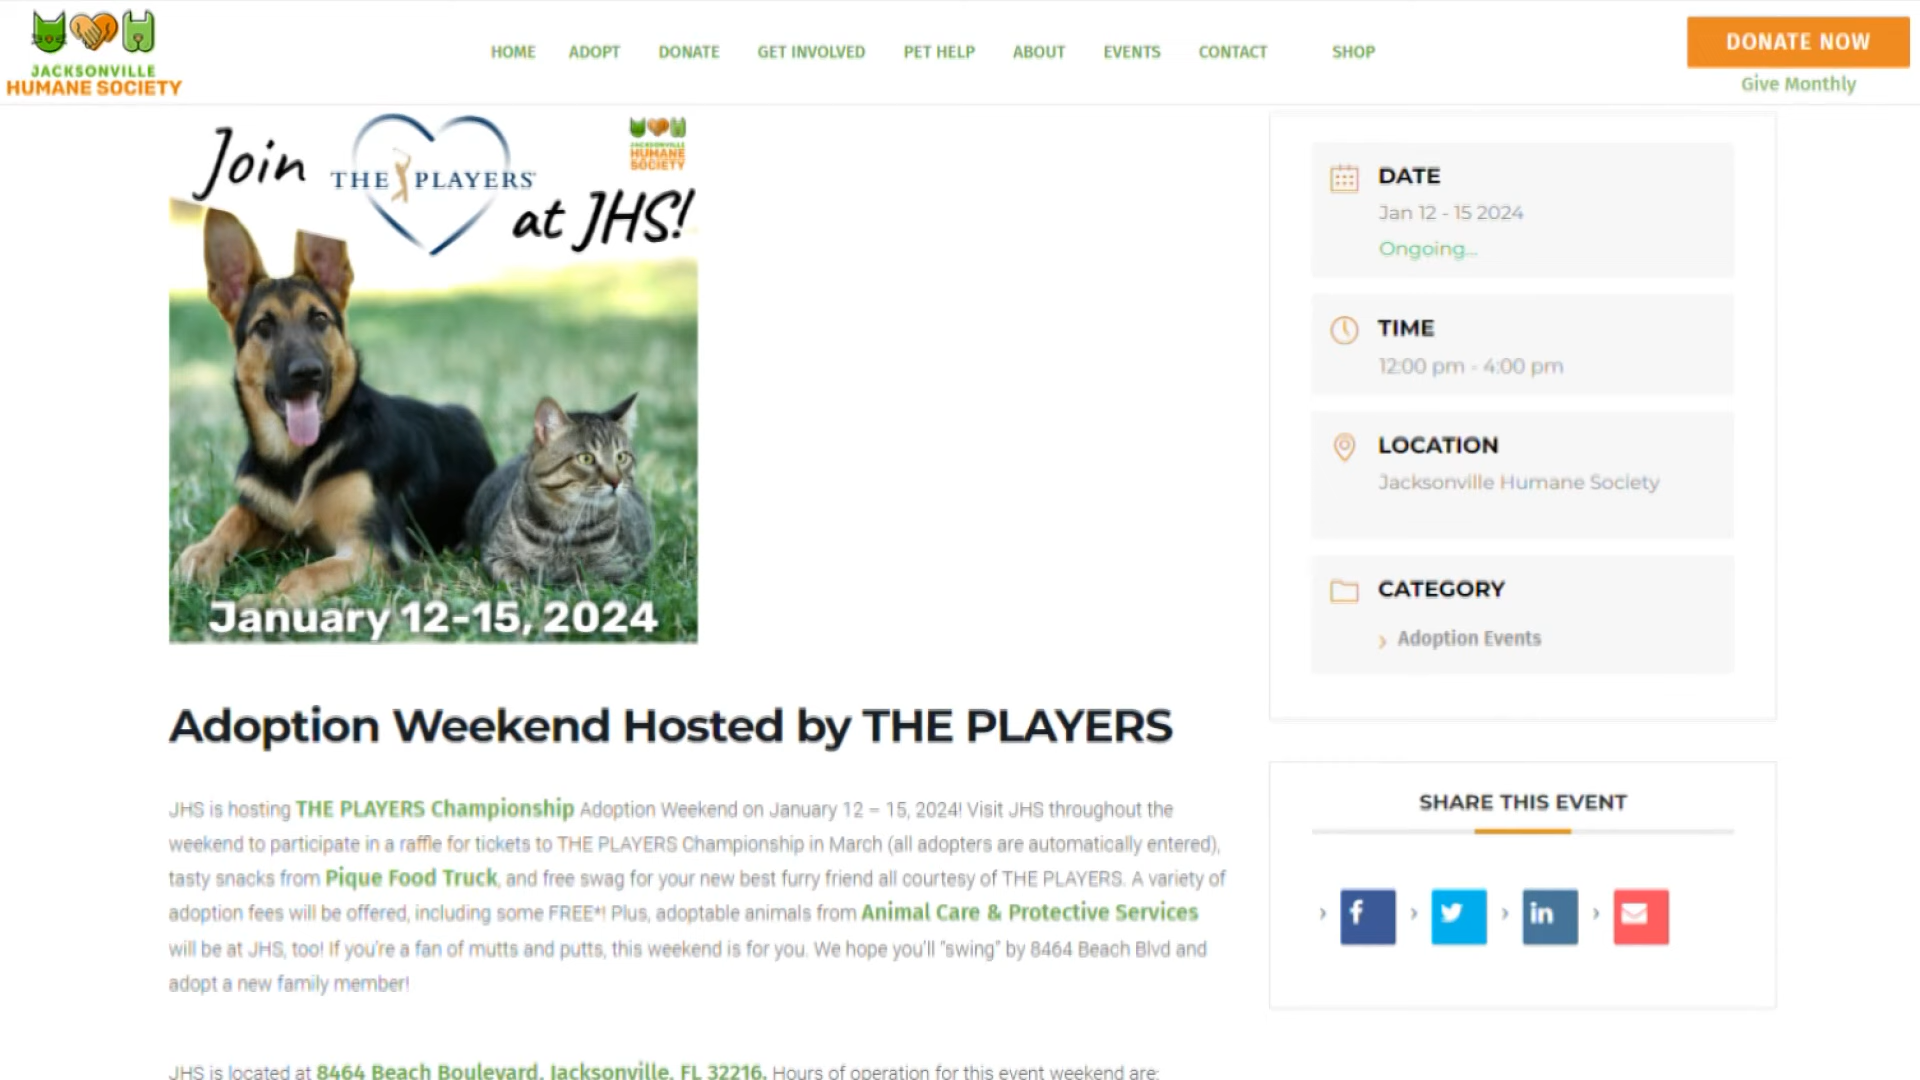 JACKSONVILLE
HUMANE SOCIETY
HOME ADOPT DONATE GET INVOLVED PET HELP ABOUT EVENTS CONTACT SHOP
DONATE NOW
Give Monthly
Join THE PLAYERS
at JHS!
JACKSONVILLE
HUMANE
SOCIETY
January 12-15, 2024
Adoption Weekend Hosted by THE PLAYERS
JHS is hosting THE PLAYERS Championship Adoption Weekend on January 12 – 15, 2024! Visit JHS throughout the
weekend to participate in a raffle for tickets to THE PLAYERS Championship in March (all adopters are automatically entered),
tasty snacks from Pique Food Truck, and free swag for your new best furry friend all courtesy of THE PLAYERS. A variety of
adoption fees will be offered, including some FREE*! Plus, adoptable animals from Animal Care & Protective Services
will be at JHS, too! If you're a fan of mutts and putts, this weekend is for you. We hope you'll "swing" by 8464 Beach Blvd and
adopt a new family member!
JHS is located at 8464 Beach Boulevard, Jacksonville, FL 32216. Hours of operation for this event weekend are:
DATE
Jan 12 - 15 2024
Ongoing...
TIME
12:00 pm - 4:00 pm
LOCATION
Jacksonville Humane Society
CATEGORY
Adoption Events
SHARE THIS EVENT